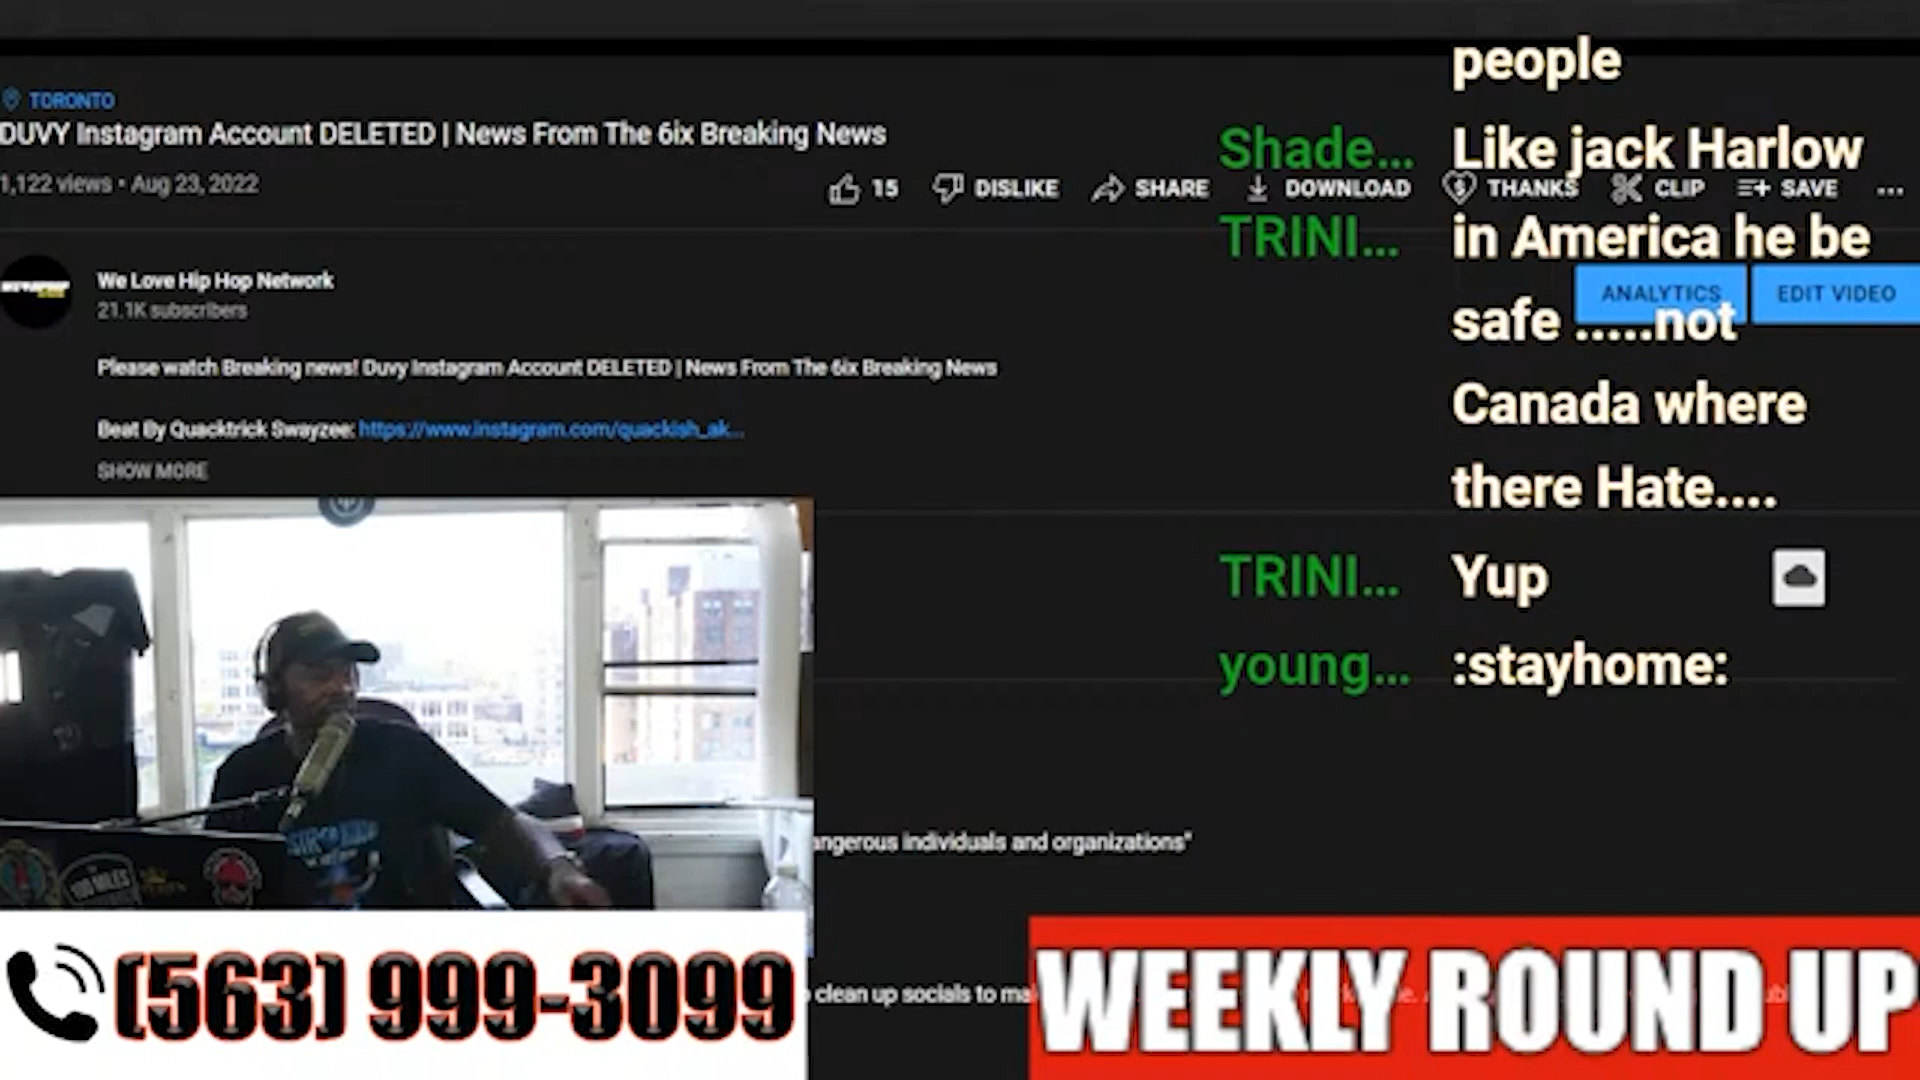 people
TORONTO
DUVY Instagram Account DELETED | News From The 6ix Breaking News
Shade... Like jack Harlow
1,122 views • Aug 23, 2022
15 DISLIKE SHARE DOWNLOAD THANKS CLIP SAVE ...
TRINI... in America he be
We Love Hip Hop Network
21.1K subscribers
ANALYTICS EDIT VIDEO
safe .....not
Please watch Breaking news! Duvy Instagram Account DELETED | News From The 6ix Breaking News
Canada where
Beat By Quacktrick Swayzee: https://www.instagram.com/quackish_ak...
SHOW MORE
there Hate....
TRINI... Yup
young... :stayhome:
angerous individuals and organizations"
100 MILES
clean up socials to
(563) 999-3099
WEEKLY ROUND UP